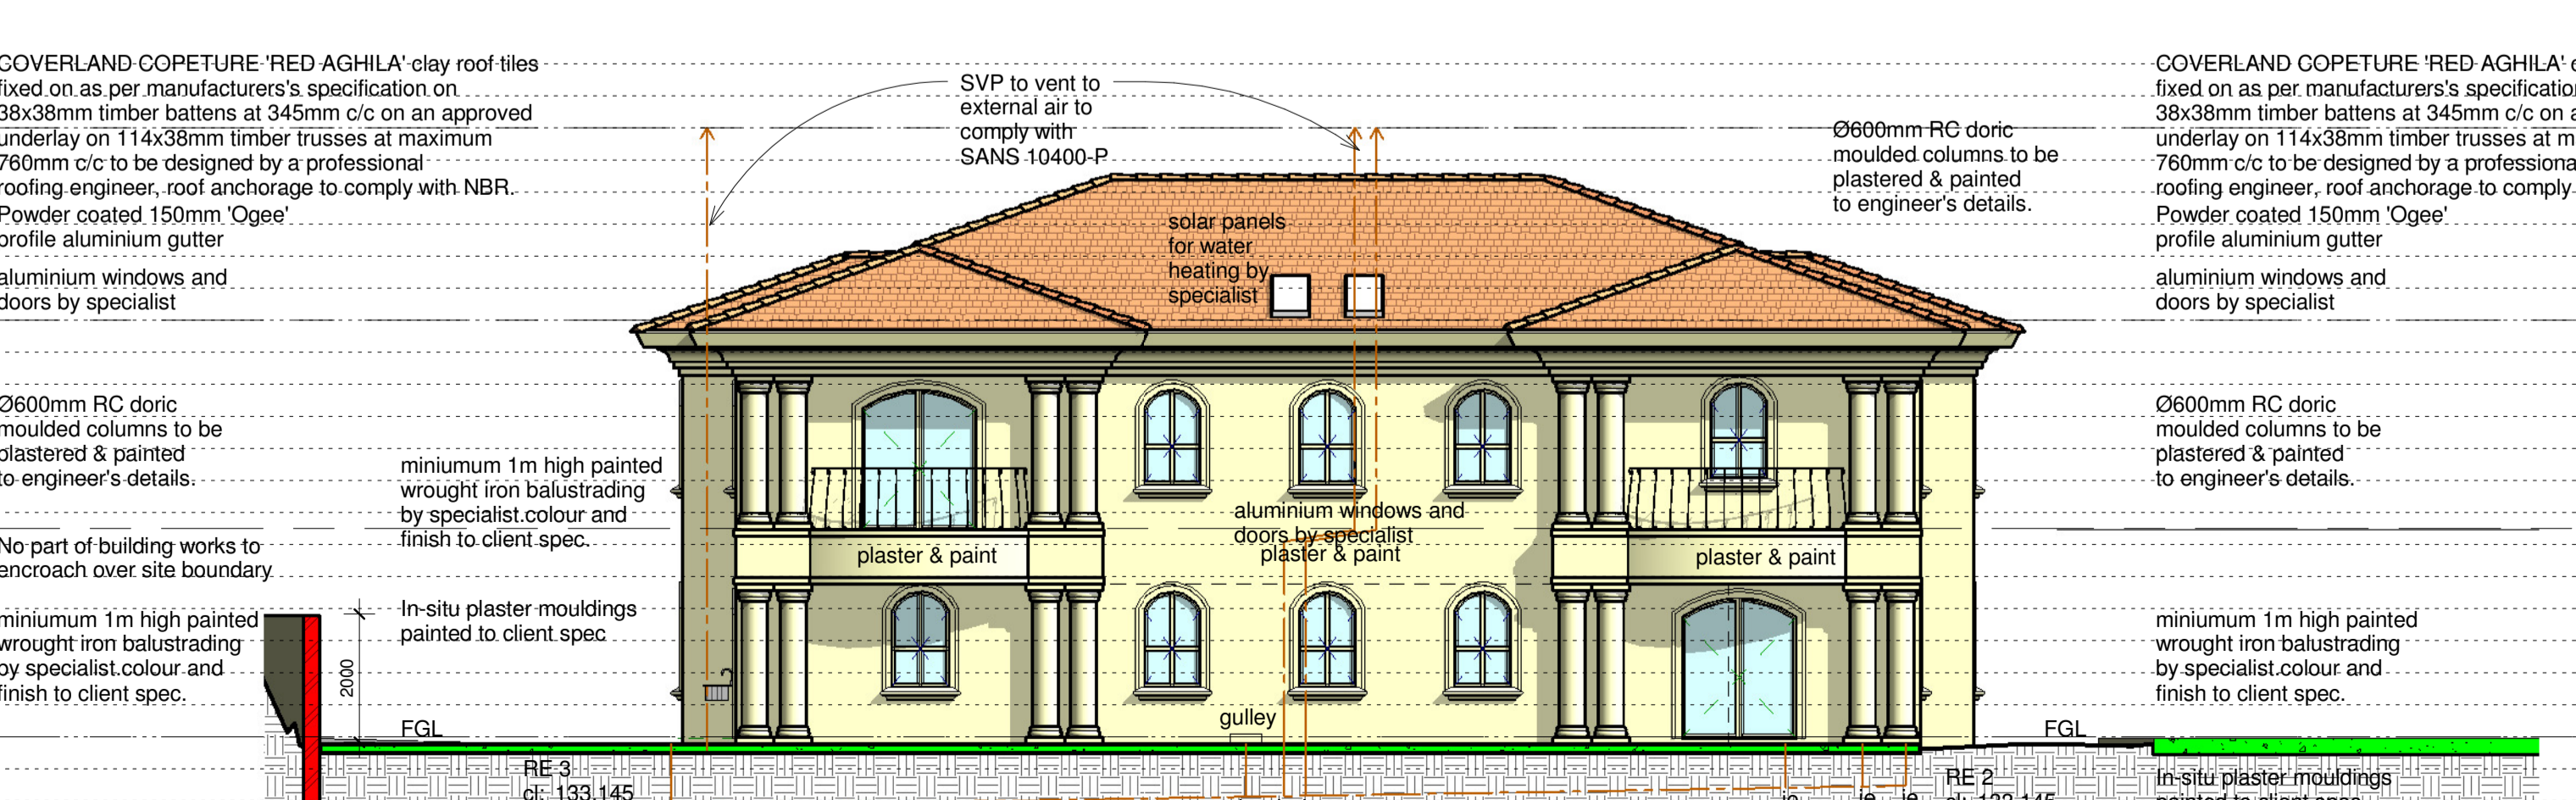 COVERLAND COPETURE 'RED AGHILA' clay roof tiles
fixed on as per manufacturers's specification on
38x38mm timber battens at 345mm c/c on an approved
underlay on 114x38mm timber trusses at maximum
760mm c/c to be designed by a professional
roofing engineer, roof anchorage to comply with NBR.
Powder coated 150mm 'Ogee'
profile aluminium gutter
aluminium windows and
doors by specialist
Ø600mm RC doric
moulded columns to be
plastered & painted
to engineer's details.
No part of building works to
encroach over site boundary
miniumum 1m high painted
wrought iron balustrading
by specialist.colour and
finish to client spec.
miniumum 1m high painted
wrought iron balustrading
by specialist.colour and
finish to client spec.
In-situ plaster mouldings
painted to client spec
2000
FGL
RE 3
cl: 133.145
SVP to vent to
external air to
comply with
SANS 10400-P
solar panels
for water
heating by
specialist
plaster & paint
aluminium windows and
doors by specialist
plaster & paint
plaster & paint
gulley
Ø600mm RC doric
moulded columns to be
plastered & painted
to engineer's details.
COVERLAND COPETURE 'RED AGHILA'
fixed on as per manufacturers's
38x38mm timber battens at 345mm c/c on
underlay on 114x38mm timber trusses at
760mm c/c to be designed by a
roofing engineer, roof anchorage to comply
Powder coated 150mm 'Ogee'
profile aluminium gutter
aluminium windows and
doors by specialist
Ø600mm RC doric
moulded columns to be
plastered & painted
to engineer's details.
miniumum 1m high painted
wrought iron balustrading
by specialist.colour and
finish to client spec.
FGL
RE 2
In-situ plaster mouldings